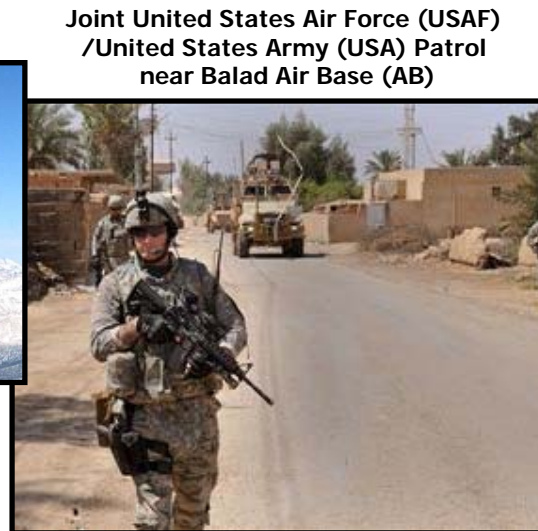 Joint United States Air Force (USAF)
/United States Army (USA) Patrol
near Balad Air Base (AB)